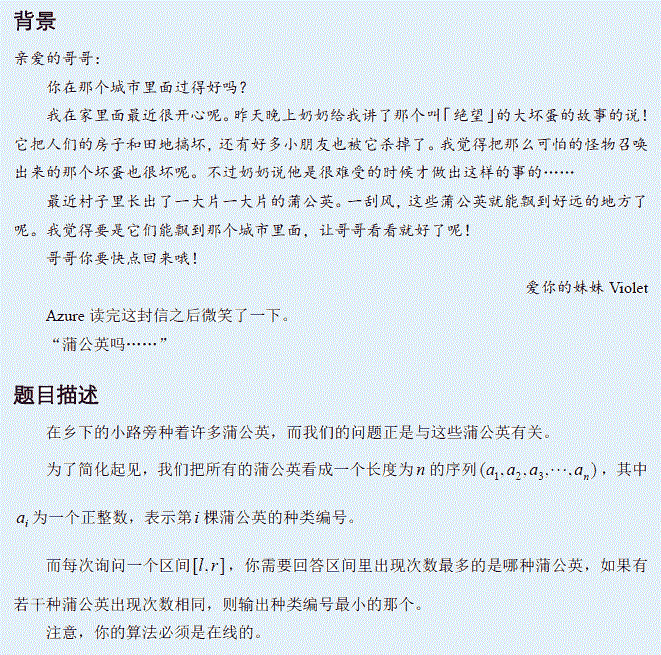 背景
亲爱的哥哥：
你在那个城市里面过得好吗？
我在家里面最近很开心呢。昨天晚上奶奶给我讲了那个叫「绝望」的大坏蛋的故事的说！
它把人们的房子和田地搞坏，还有好多小朋友也被它杀掉了。我觉得把那么可怕的怪物召唤
出来的那个坏蛋也很坏呢。不过奶奶说他是很难受的时候才做出这样的事的……
最近村子里长出了一大片一大片的蒲公英。一刮风，这些蒲公英就能飘到好远的地方了
呢。我觉得要是它们能飘到那个城市里面，让哥哥看看就好了呢！
哥哥你要快点回来哦！
爱你的妹妹 Violet
Azure 读完这封信之后微笑了一下。
“蒲公英吗……”
题目描述
在乡下的小路旁种着许多蒲公英，而我们的问题正是与这些蒲公英有关。
为了简化起见，我们把所有的蒲公英看成一个长度为 n 的序列 (a₁,a₂,a₃,⋯,aₙ)，其中
aᵢ 为一个正整数，表示第 i 棵蒲公英的种类编号。
而每次询问一个区间[l,r]，你需要回答区间里出现次数最多的是哪种蒲公英，如果有
若干种蒲公英出现次数相同，则输出种类编号最小的那个。
注意，你的算法必须是在线的。